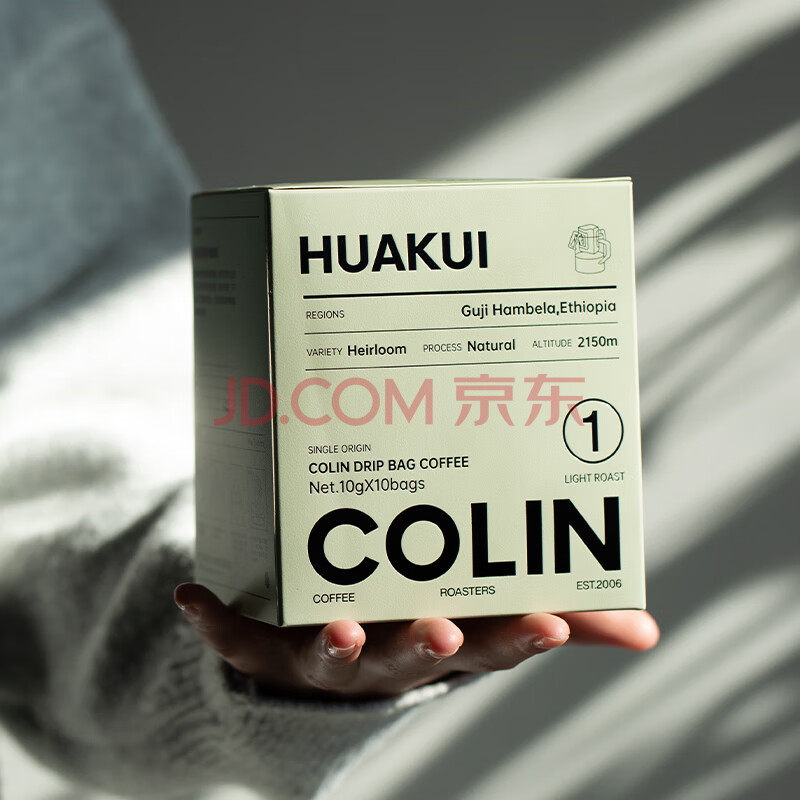 HUAKUI
REGIONS Guji Hambela,Ethiopia
VARIETY Heirloom PROCESS Natural ALTITUDE 2150m
JD.COM 京东
1
LIGHT ROAST
SINGLE ORIGIN
COLIN DRIP BAG COFFEE
Net.10gX10bags
COLIN
COFFEE ROASTERS EST.2006